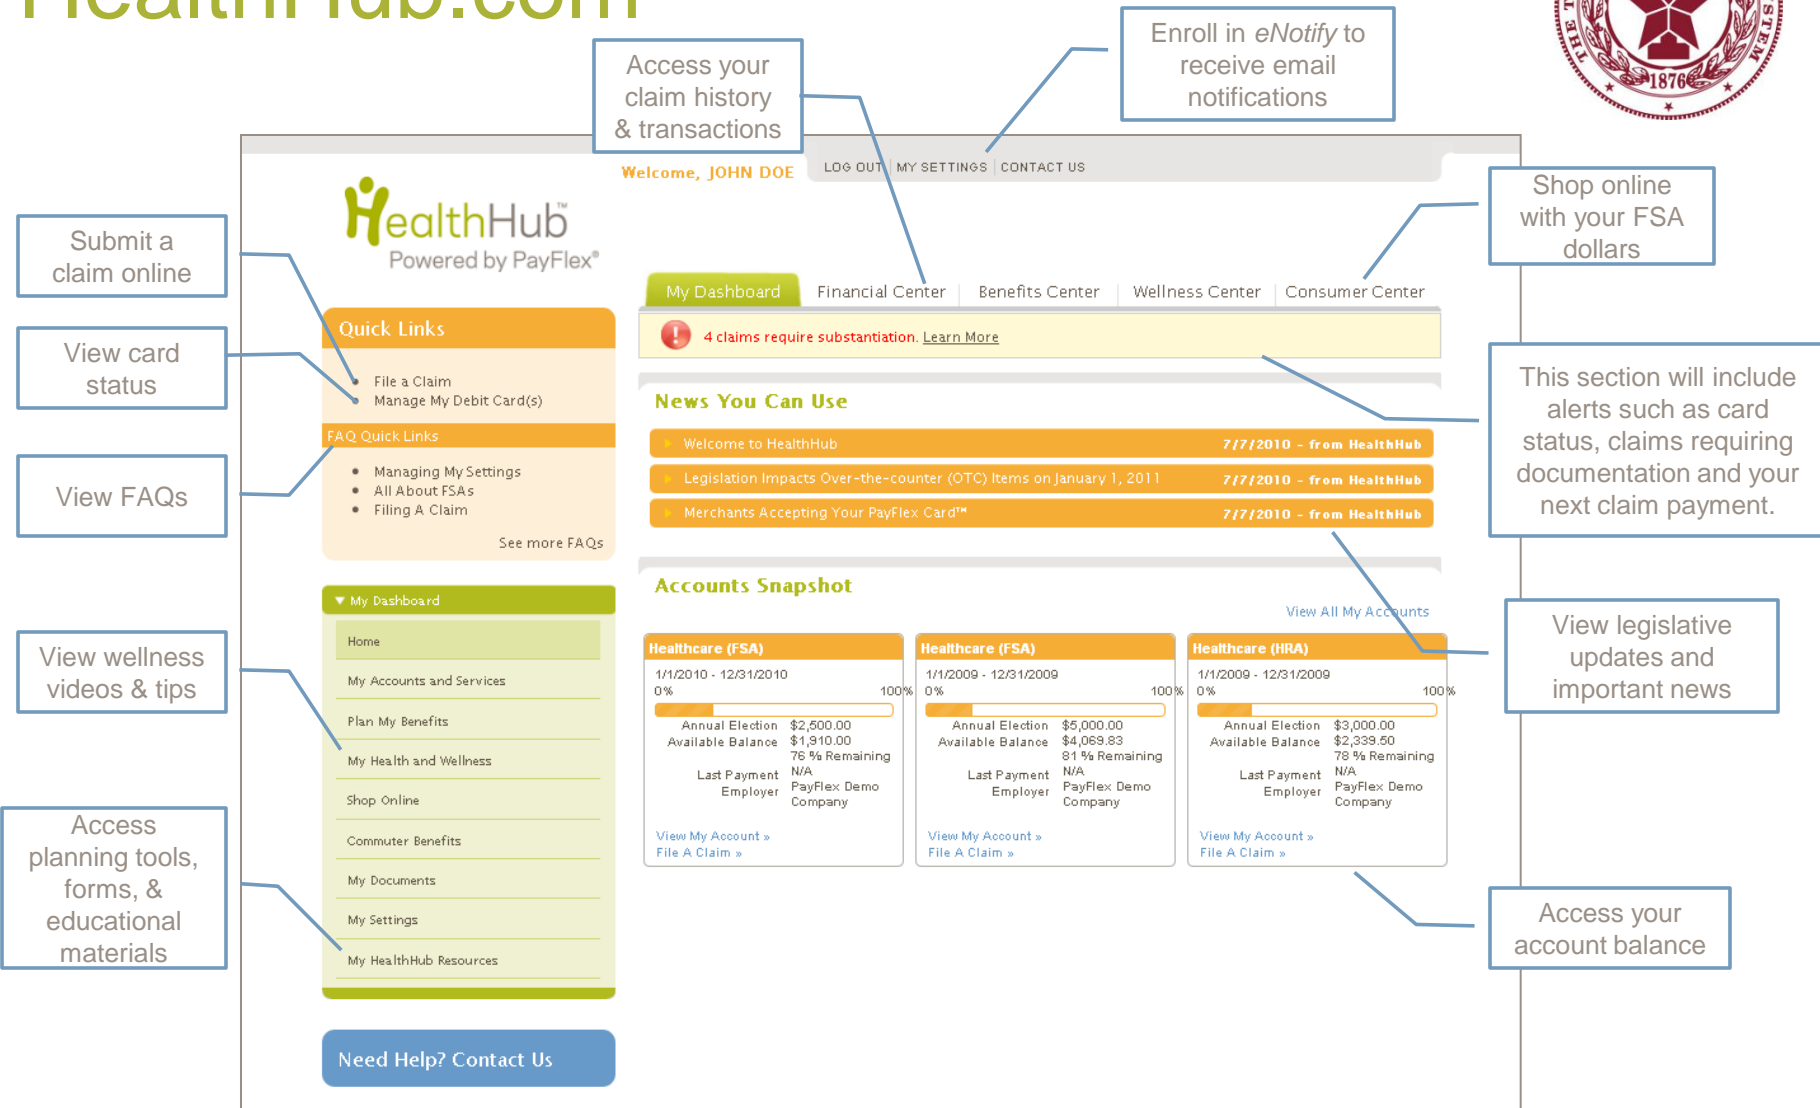 HealthHub.com
1876
Enroll in eNotify to
receive email
notifications
Access your
claim history
& transactions
Welcome, JOHN DOE
LOG OUT
MY SETTINGS
CONTACT US
HealthHub™
Powered by PayFlex®
Submit a
claim online
Shop online
with your FSA
dollars
My Dashboard
Financial Center
Benefits Center
Wellness Center
Consumer Center
Quick Links
4 claims require substantiation. Learn More
View card
status
File a Claim
Manage My Debit Card(s)
This section will include
alerts such as card
status, claims requiring
documentation and your
next claim payment.
News You Can Use
FAQ Quick Links
Welcome to HealthHub 7/7/2010 - from HealthHub
Legislation Impacts Over-the-counter (OTC) Items on January 1, 2011 7/7/2010 - from HealthHub
Merchants Accepting Your PayFlex Card™ 7/7/2010 - from HealthHub
View FAQs
Managing My Settings
All About FSAs
Filing A Claim
See more FAQs
Accounts Snapshot
View All My Accounts
My Dashboard
Home
My Accounts and Services
Plan My Benefits
My Health and Wellness
Shop Online
Commuter Benefits
My Documents
My Settings
My HealthHub Resources
View wellness
videos & tips
Access
planning tools,
forms, &
educational
materials
Healthcare (FSA)
1/1/2010 - 12/31/2010
0% 100%
Annual Election $2,500.00
Available Balance $1,910.00
76 % Remaining
Last Payment N/A
Employer PayFlex Demo
Company
View My Account »
File A Claim »
Healthcare (FSA)
1/1/2009 - 12/31/2009
0% 100%
Annual Election $5,000.00
Available Balance $4,069.83
81 % Remaining
Last Payment N/A
Employer PayFlex Demo
Company
View My Account »
File A Claim »
Healthcare (HRA)
1/1/2009 - 12/31/2009
0% 100%
Annual Election $3,000.00
Available Balance $2,339.50
78 % Remaining
Last Payment N/A
Employer PayFlex Demo
Company
View My Account »
File A Claim »
View legislative
updates and
important news
Access your
account balance
Need Help? Contact Us